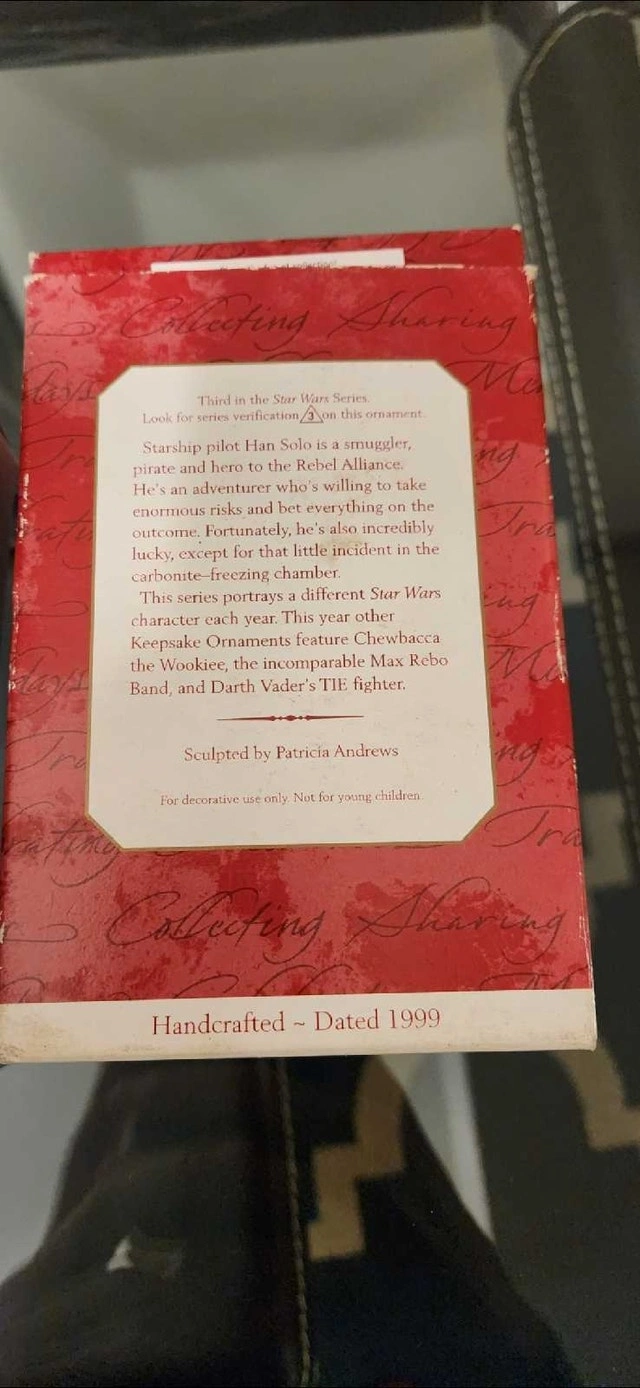 Collecting Sharing
days
Third in the Star Wars Series.
Look for series verification 3 on this ornament.
Starship pilot Han Solo is a smuggler,
pirate and hero to the Rebel Alliance.
He's an adventurer who's willing to take
enormous risks and bet everything on the
outcome. Fortunately, he's also incredibly
lucky, except for that little incident in the
carbonite–freezing chamber.
This series portrays a different Star Wars
character each year. This year other
Keepsake Ornaments feature Chewbacca
the Wookiee, the incomparable Max Rebo
Band, and Darth Vader's TIE fighter.
Sculpted by Patricia Andrews
For decorative use only. Not for young children.
Collecting Sharing
Handcrafted ~ Dated 1999